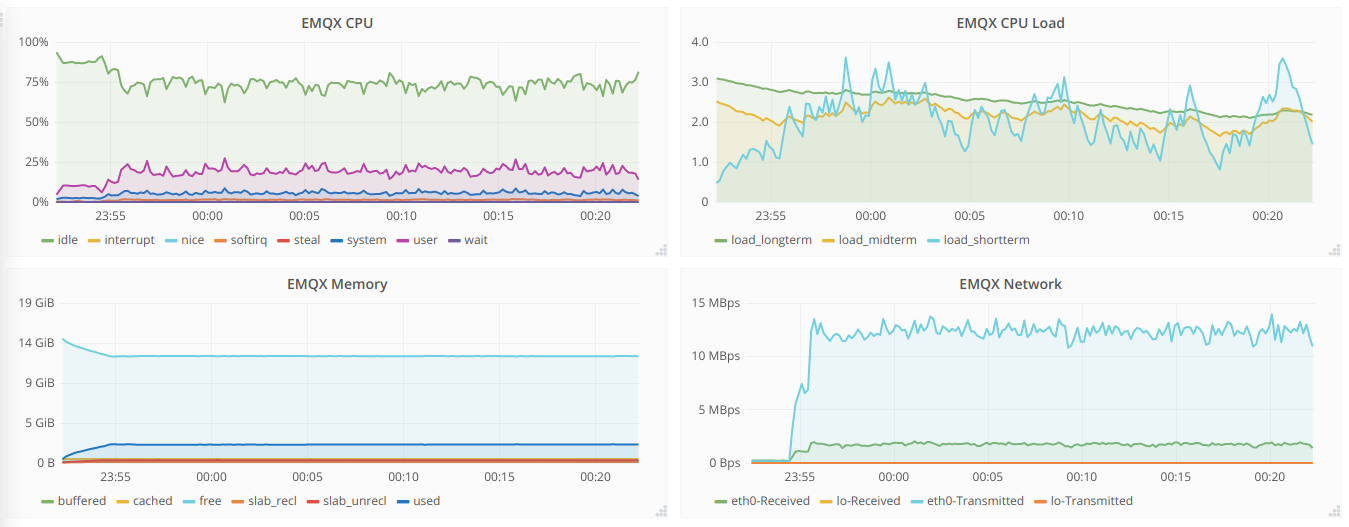 EMQX CPU
100%
75%
50%
25%
0%
23:55 00:00 00:05 00:10 00:15 00:20
idle interrupt nice softirq steal system user wait
EMQX CPU Load
4.0
3.0
2.0
1.0
0
23:55 00:00 00:05 00:10 00:15 00:20
load_longterm load_midterm load_shortterm
EMQX Memory
19 GiB
14 GiB
9 GiB
5 GiB
0 B
23:55 00:00 00:05 00:10 00:15 00:20
buffered cached free slab_recl slab_unrecl used
EMQX Network
15 MBps
10 MBps
5 MBps
0 Bps
23:55 00:00 00:05 00:10 00:15 00:20
eth0-Received lo-Received eth0-Transmitted lo-Transmitted